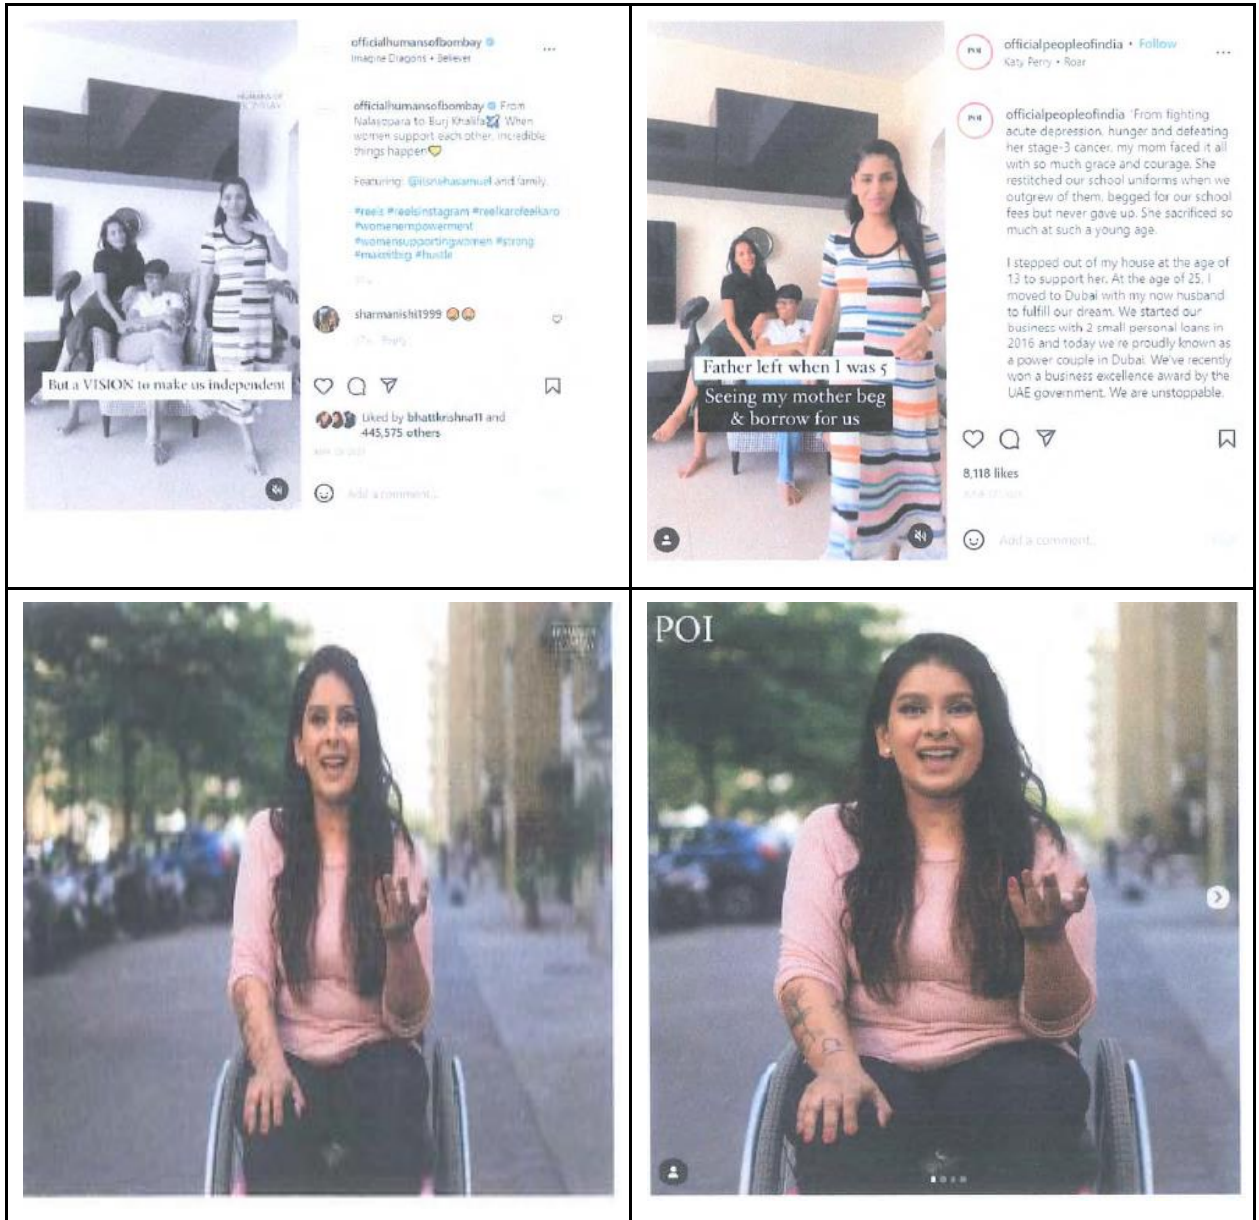 officialhumansofbombay
Imagine Dragons • Believer
officialhumansofbombay From
Nalasopara to Burj Khalifa When
women support each other, incredible
things happen
Featuring: @itsnehasamuel and family.
#reels #reelsinstagram #reelkarofeelkaro
#womenempowerment
#womensupportingwomen #strong
#makeitbig #hustle
sharmanishi1999
Reply
But a VISION to make us independent
Liked by bhattkrishna11 and
445,575 others
Add a comment...
POI
officialpeopleofindia • Follow
Katy Perry • Roar
POI
officialpeopleofindia 'From fighting
acute depression, hunger and defeating
her stage-3 cancer, my mom faced it all
with so much grace and courage. She
restitched our school uniforms when we
outgrew of them, begged for our school
fees but never gave up. She sacrificed so
much at such a young age.
I stepped out of my house at the age of
13 to support her. At the age of 25, I
moved to Dubai with my now husband
to fulfill our dream. We started our
business with 2 small personal loans in
2016 and today we're proudly known as
a power couple in Dubai. We've recently
won a business excellence award by the
UAE government. We are unstoppable.
Father left when I was 5
Seeing my mother beg
& borrow for us
8,118 likes
Add a comment...
POI